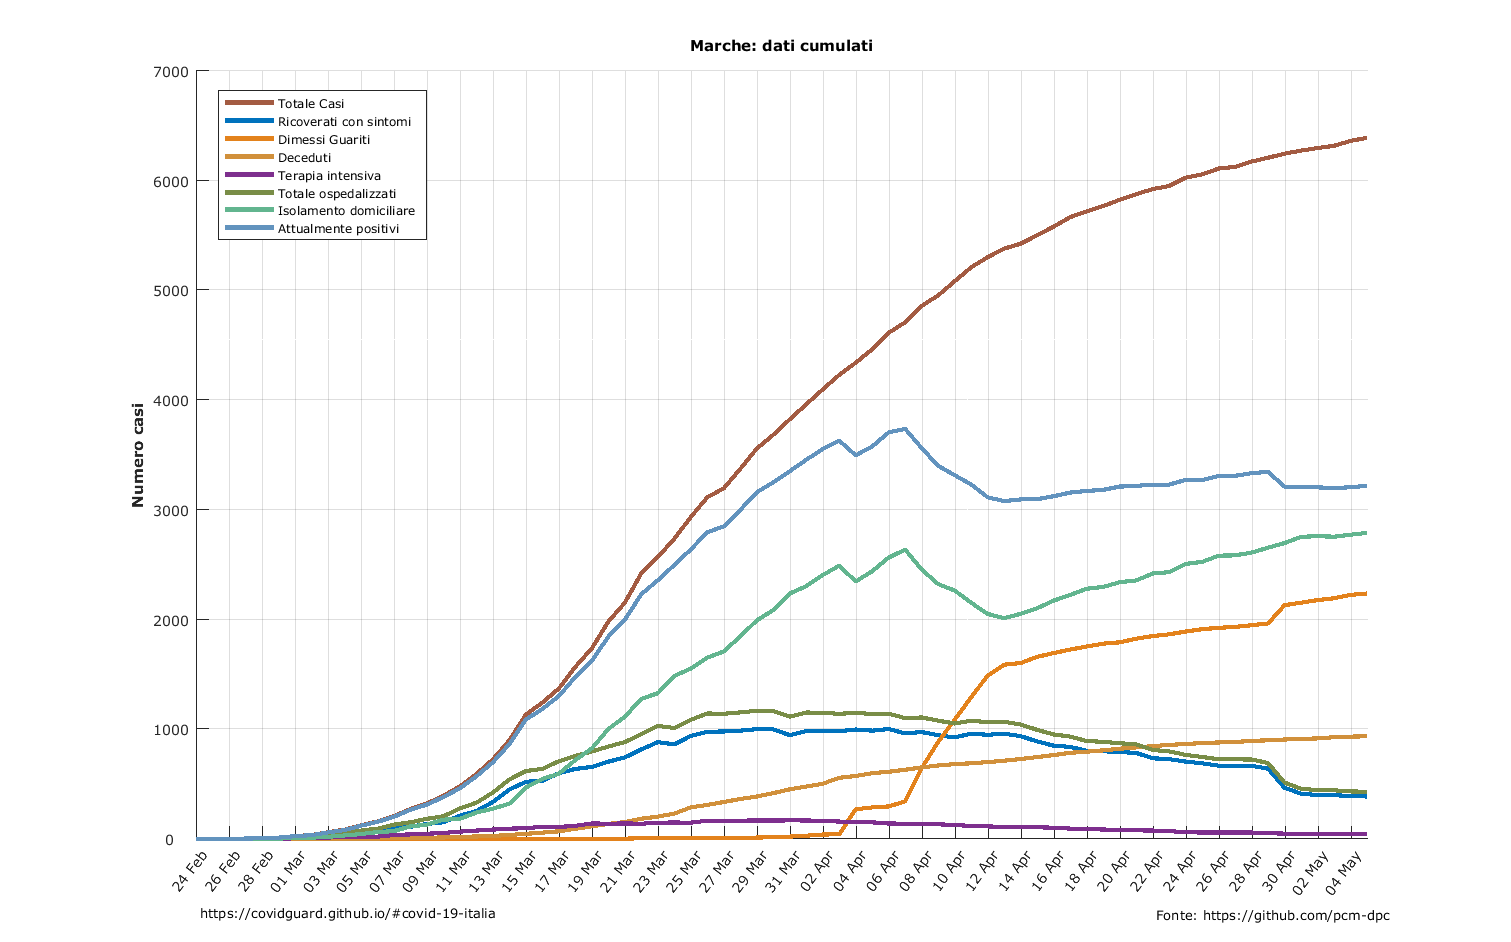 Marche: dati cumulati
7000
6000
5000
4000
3000
2000
1000
0
Numero casi
Totale Casi
Ricoverati con sintomi
Dimessi Guariti
Deceduti
Terapia intensiva
Totale ospedalizzati
Isolamento domiciliare
Attualmente positivi
24 Feb
26 Feb
28 Feb
01 Mar
03 Mar
05 Mar
07 Mar
09 Mar
11 Mar
13 Mar
15 Mar
17 Mar
19 Mar
21 Mar
23 Mar
25 Mar
27 Mar
29 Mar
31 Mar
02 Apr
04 Apr
06 Apr
08 Apr
10 Apr
12 Apr
14 Apr
16 Apr
18 Apr
20 Apr
22 Apr
24 Apr
26 Apr
28 Apr
30 Apr
02 May
04 May
https://covidguard.github.io/#covid-19-italia
Fonte: https://github.com/pcm-dpc